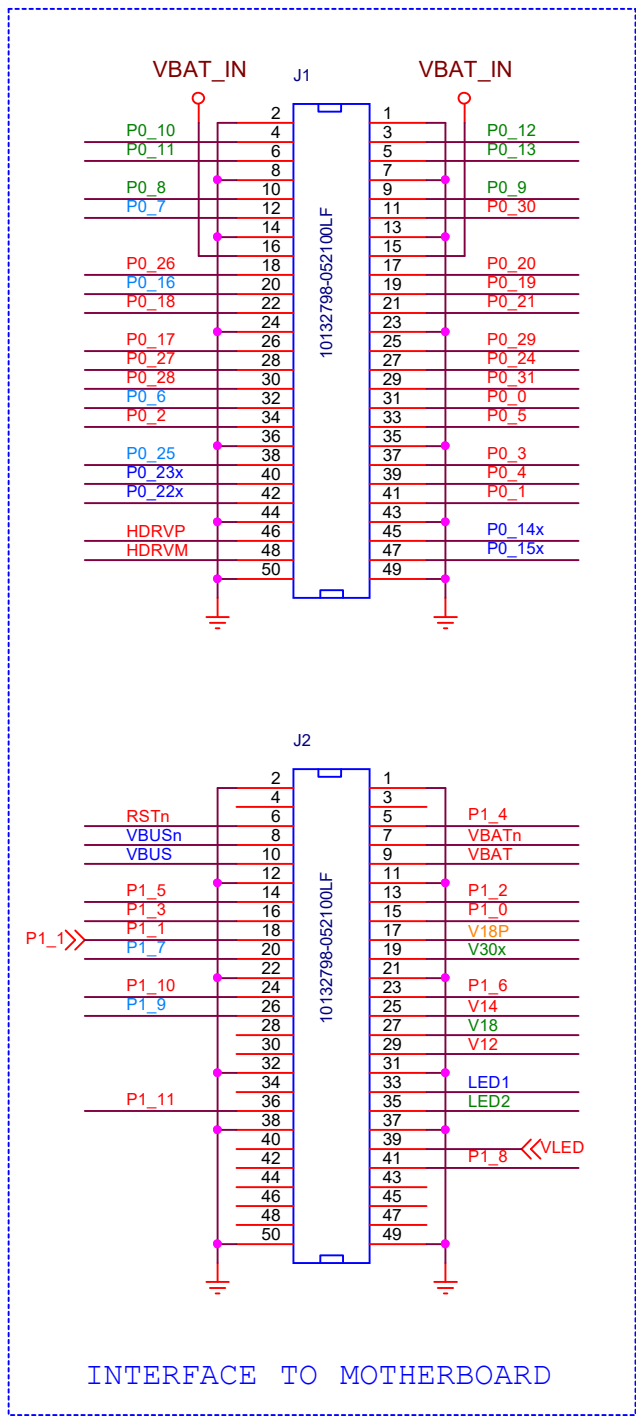 VBAT_IN VBAT_IN
J1
2 1
P0_10 4 3 P0_12
P0_11 6 5 P0_13
8 7
P0_8 10 9 P0_9
P0_7 12 11 P0_30
14 13
16 15
P0_26 18 17 P0_20
P0_16 20 19 P0_19
P0_18 22 21 P0_21
24 23
P0_17 26 25 P0_29
P0_27 28 27 P0_24
P0_28 30 29 P0_31
P0_6 32 31 P0_0
P0_2 34 33 P0_5
36 35
P0_25 38 37 P0_3
P0_23x 40 39 P0_4
P0_22x 42 41 P0_1
44 43
HDRVP 46 45 P0_14x
HDRVM 48 47 P0_15x
50 49
10132798-052100LF
J2
2 1
4 3
RSTn 6 5 P1_4
VBUSn 8 7 VBATn
VBUS 10 9 VBAT
12 11
P1_5 14 13 P1_2
P1_3 16 15 P1_0
P1_1 P1_1 18 17 V18P
P1_7 20 19 V30x
22 21
P1_10 24 23 P1_6
P1_9 26 25 V14
28 27 V18
30 29 V12
32 31
34 33 LED1
P1_11 36 35 LED2
38 37
40 39 VLED
42 41 P1_8
44 43
46 45
48 47
50 49
10132798-052100LF
INTERFACE TO MOTHERBOARD